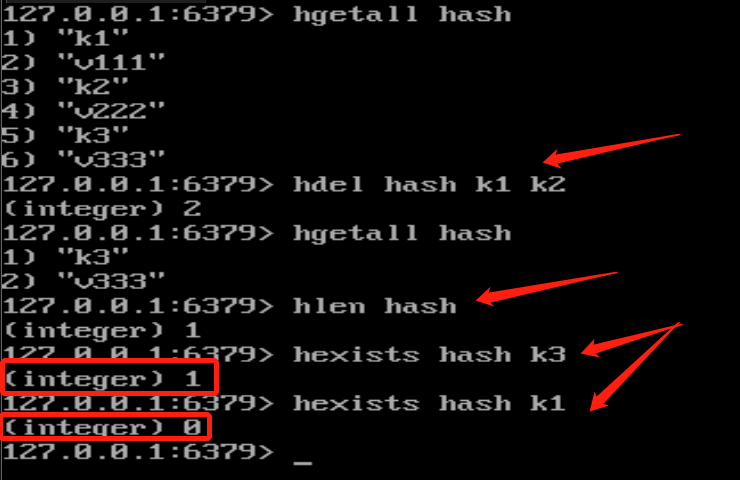 127.0.0.1:6379> hgetall hash
1) "k1"
2) "v111"
3) "k2"
4) "v222"
5) "k3"
6) "v333"
127.0.0.1:6379> hdel hash k1 k2
(integer) 2
127.0.0.1:6379> hgetall hash
1) "k3"
2) "v333"
127.0.0.1:6379> hlen hash
(integer) 1
127.0.0.1:6379> hexists hash k3
(integer) 1
127.0.0.1:6379> hexists hash k1
(integer) 0
127.0.0.1:6379> _